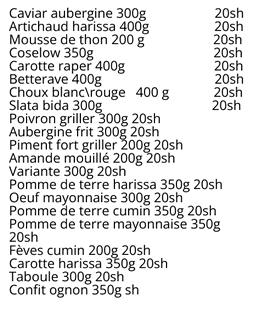 Caviar aubergine 300g 20sh
Artichaud harissa 400g 20sh
Mousse de thon 200 g 20sh
Coselow 350g 20sh
Carotte raper 400g 20sh
Betterave 400g 20sh
Choux blanc\rouge 400 g 20sh
Slata bida 300g 20sh
Poivron griller 300g 20sh
Aubergine frit 300g 20sh
Piment fort griller 200g 20sh
Amande mouillé 200g 20sh
Variante 300g 20sh
Pomme de terre harissa 350g 20sh
Oeuf mayonnaise 300g 20sh
Pomme de terre cumin 350g 20sh
Pomme de terre mayonnaise 350g
20sh
Fèves cumin 200g 20sh
Carotte harissa 350g 20sh
Taboule 300g 20sh
Confit ognon 350g sh